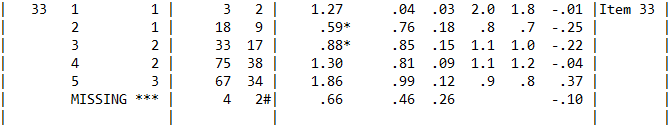 |   33    1         1 |      3   2 |    1.27      .04  .03  2.0  1.8  -.01 |Item 33 |
|         2         1 |     18   9 |     .59*     .76  .18   .8   .7  -.25 |        |
|         3         2 |     33  17 |     .88*     .85  .15  1.1  1.0  -.22 |        |
|         4         2 |     75  38 |    1.30      .81  .09  1.1  1.2  -.04 |        |
|         5         3 |     67  34 |    1.86      .99  .12   .9   .8   .37 |        |
|         MISSING *** |      4   2#|     .66      .46  .26            -.10 |        |
|                     |            |                                       |        |